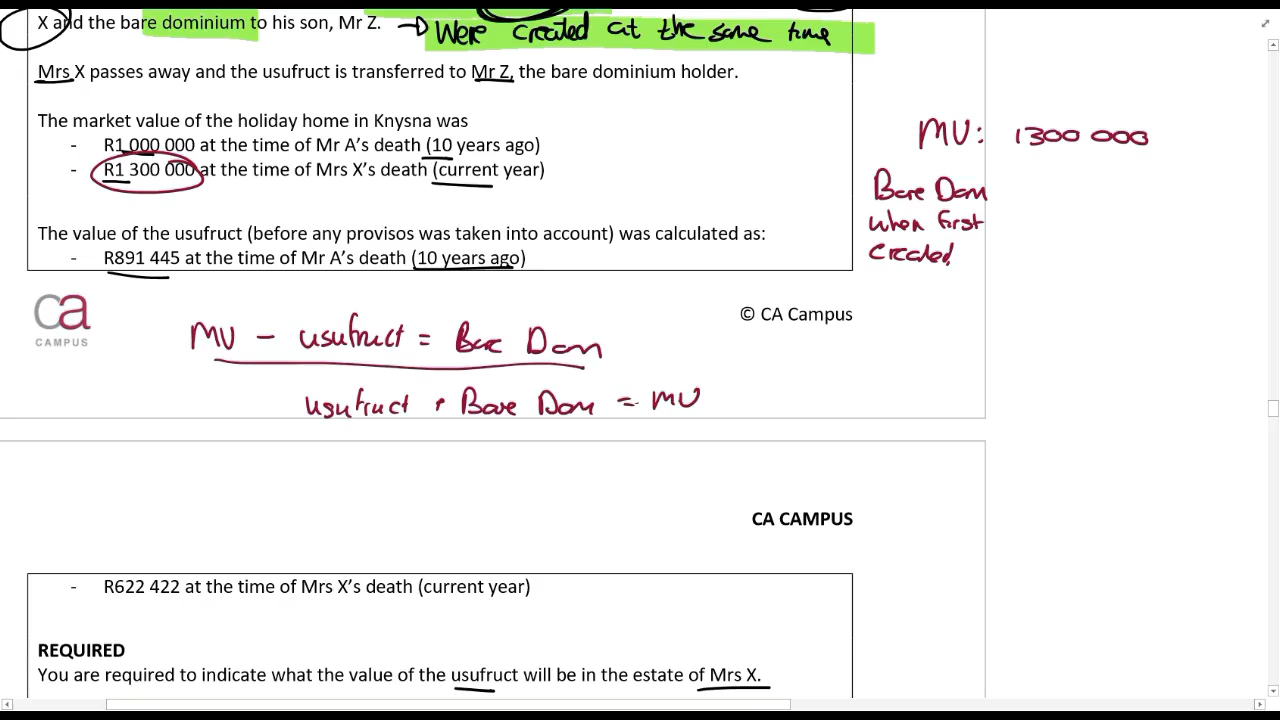 X and the bare dominium to his son, Mr Z.
Were created at the same time
Mrs X passes away and the usufruct is transferred to Mr Z, the bare dominium holder.
The market value of the holiday home in Knysna was
- R1 000 000 at the time of Mr A's death (10 years ago)
- R1 300 000 at the time of Mrs X's death (current year)
MV: 1300 000
Bare Dom
when First
Created
The value of the usufruct (before any provisos was taken into account) was calculated as:
- R891 445 at the time of Mr A's death (10 years ago)
ca
CAMPUS
© CA Campus
MV - usufruct = Bare Dom
usufruct + Bare Dom = MV
CA CAMPUS
- R622 422 at the time of Mrs X's death (current year)
REQUIRED
You are required to indicate what the value of the usufruct will be in the estate of Mrs X.